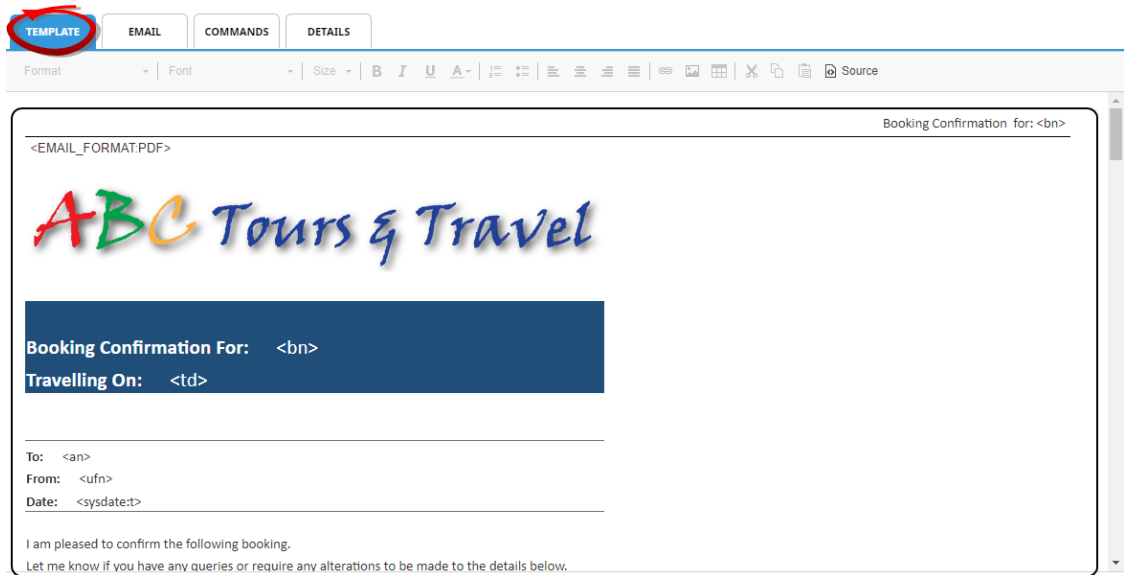 TEMPLATE EMAIL COMMANDS DETAILS
Format Font Size B I U A Source
Booking Confirmation for: <bn>
<EMAIL_FORMAT:PDF>
ABC Tours & Travel
Booking Confirmation For: <bn>
Travelling On: <td>
To: <an>
From: <ufn>
Date: <sysdate:t>
I am pleased to confirm the following booking.
Let me know if you have any queries or require any alterations to be made to the details below.